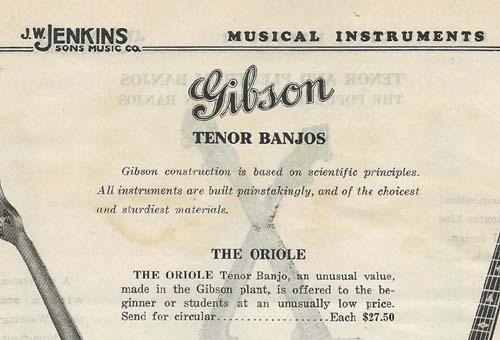 J.W. JENKINS
SONS MUSIC CO.
MUSICAL INSTRUMENTS
Gibson
TENOR BANJOS
Gibson construction is based on scientific principles.
All instruments are built painstakingly, and of the choicest
and sturdiest materials.
THE ORIOLE
THE ORIOLE Tenor Banjo, an unusual value,
made in the Gibson plant, is offered to the be-
ginner or students at an unusually low price.
Send for circular....................Each $27.50